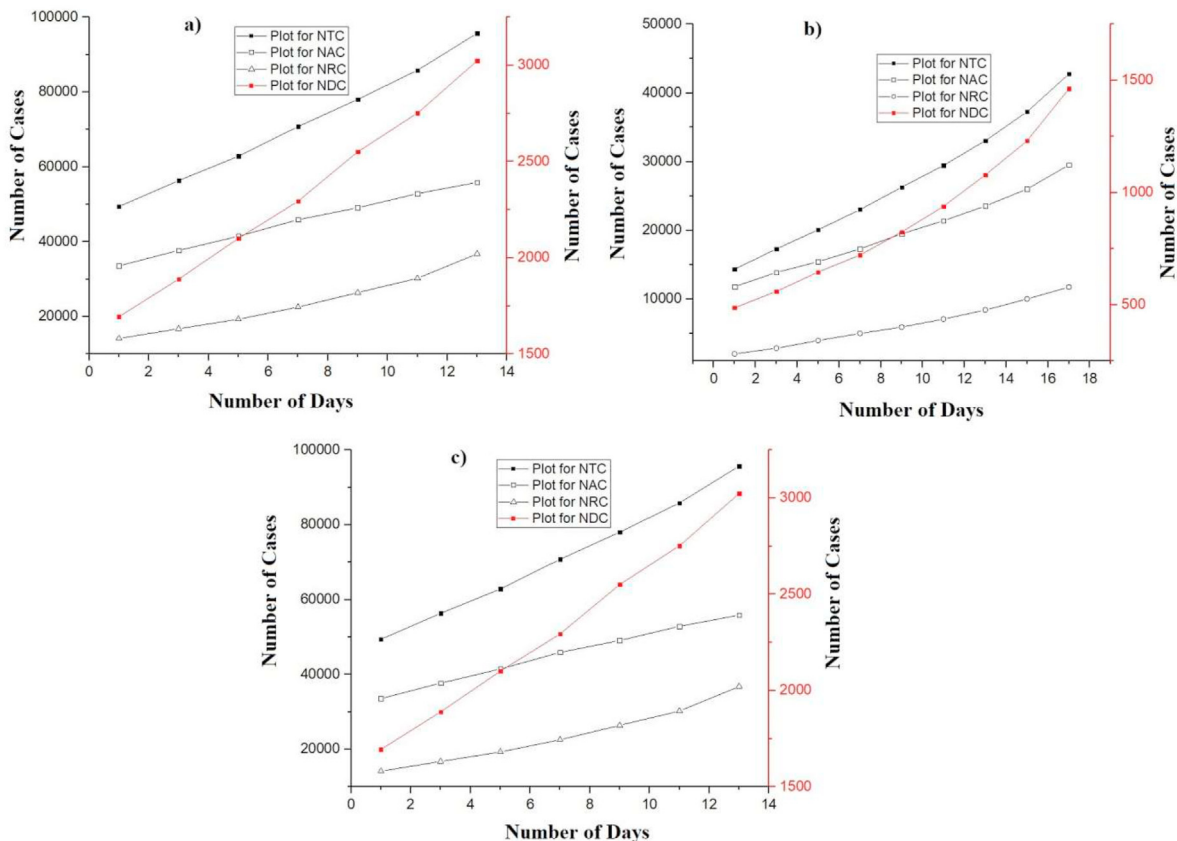 a)
Plot for NTC
Plot for NAC
Plot for NRC
Plot for NDC
100000
80000
60000
40000
20000
Number of Cases
3000
2500
2000
1500
Number of Cases
0 2 4 6 8 10 12 14
Number of Days
b)
Plot for NTC
Plot for NAC
Plot for NRC
Plot for NDC
50000
40000
30000
20000
10000
Number of Cases
1500
1000
500
Number of Cases
0 2 4 6 8 10 12 14 16 18
Number of Days
c)
Plot for NTC
Plot for NAC
Plot for NRC
Plot for NDC
100000
80000
60000
40000
20000
Number of Cases
3000
2500
2000
1500
Number of Cases
0 2 4 6 8 10 12 14
Number of Days